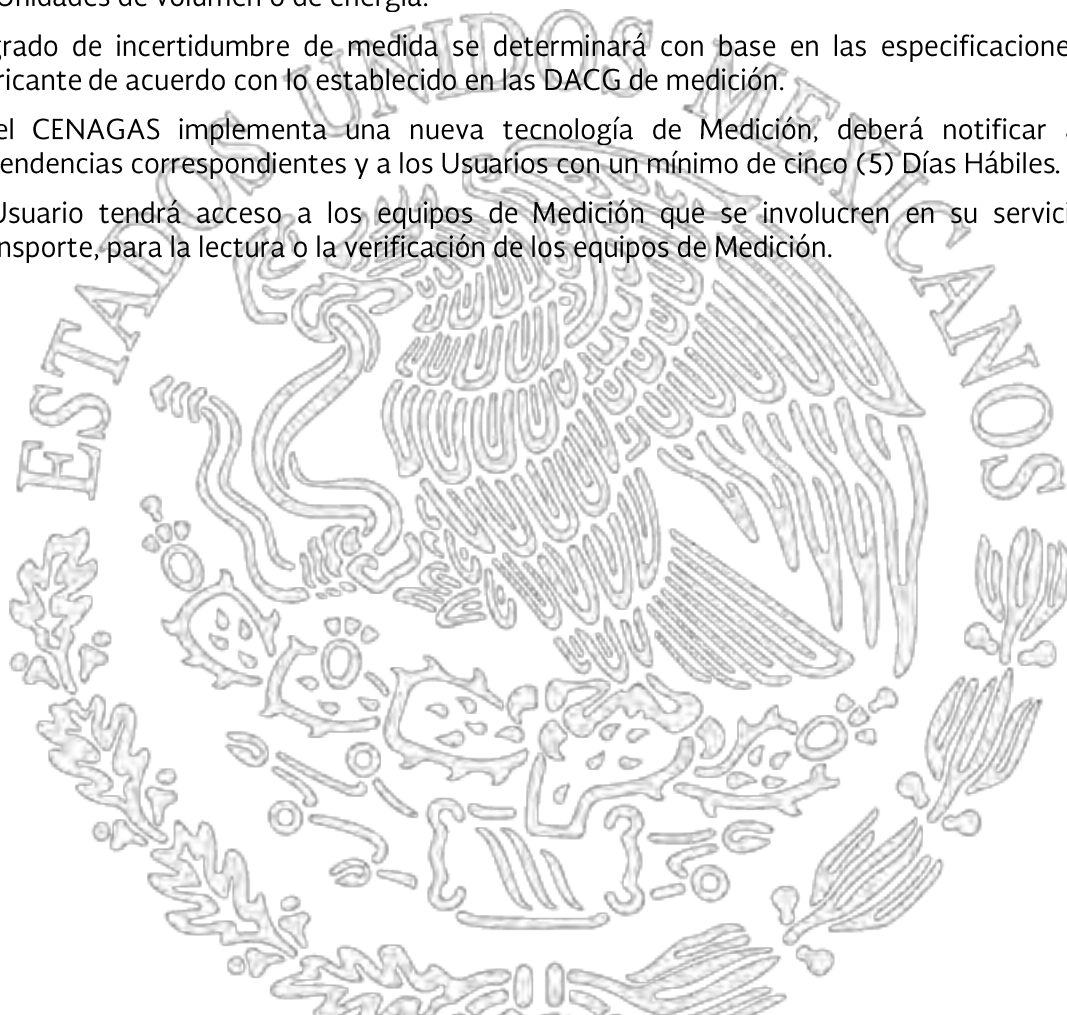 Unidades de volumen o de energía.
grado de incertidumbre de medida se determinará con base en las especificacione
ricante de acuerdo con lo establecido en las DACG de medición.
el CENAGAS implementa una nueva tecnología de Medición, deberá notificar a
endencias correspondientes y a los Usuarios con un mínimo de cinco (5) Días Hábiles.
Usuario tendrá acceso a los equipos de Medición que se involucren en su servici
nsporte, para la lectura o la verificación de los equipos de Medición.
ESTADOS UNIDOS MEXICANOS